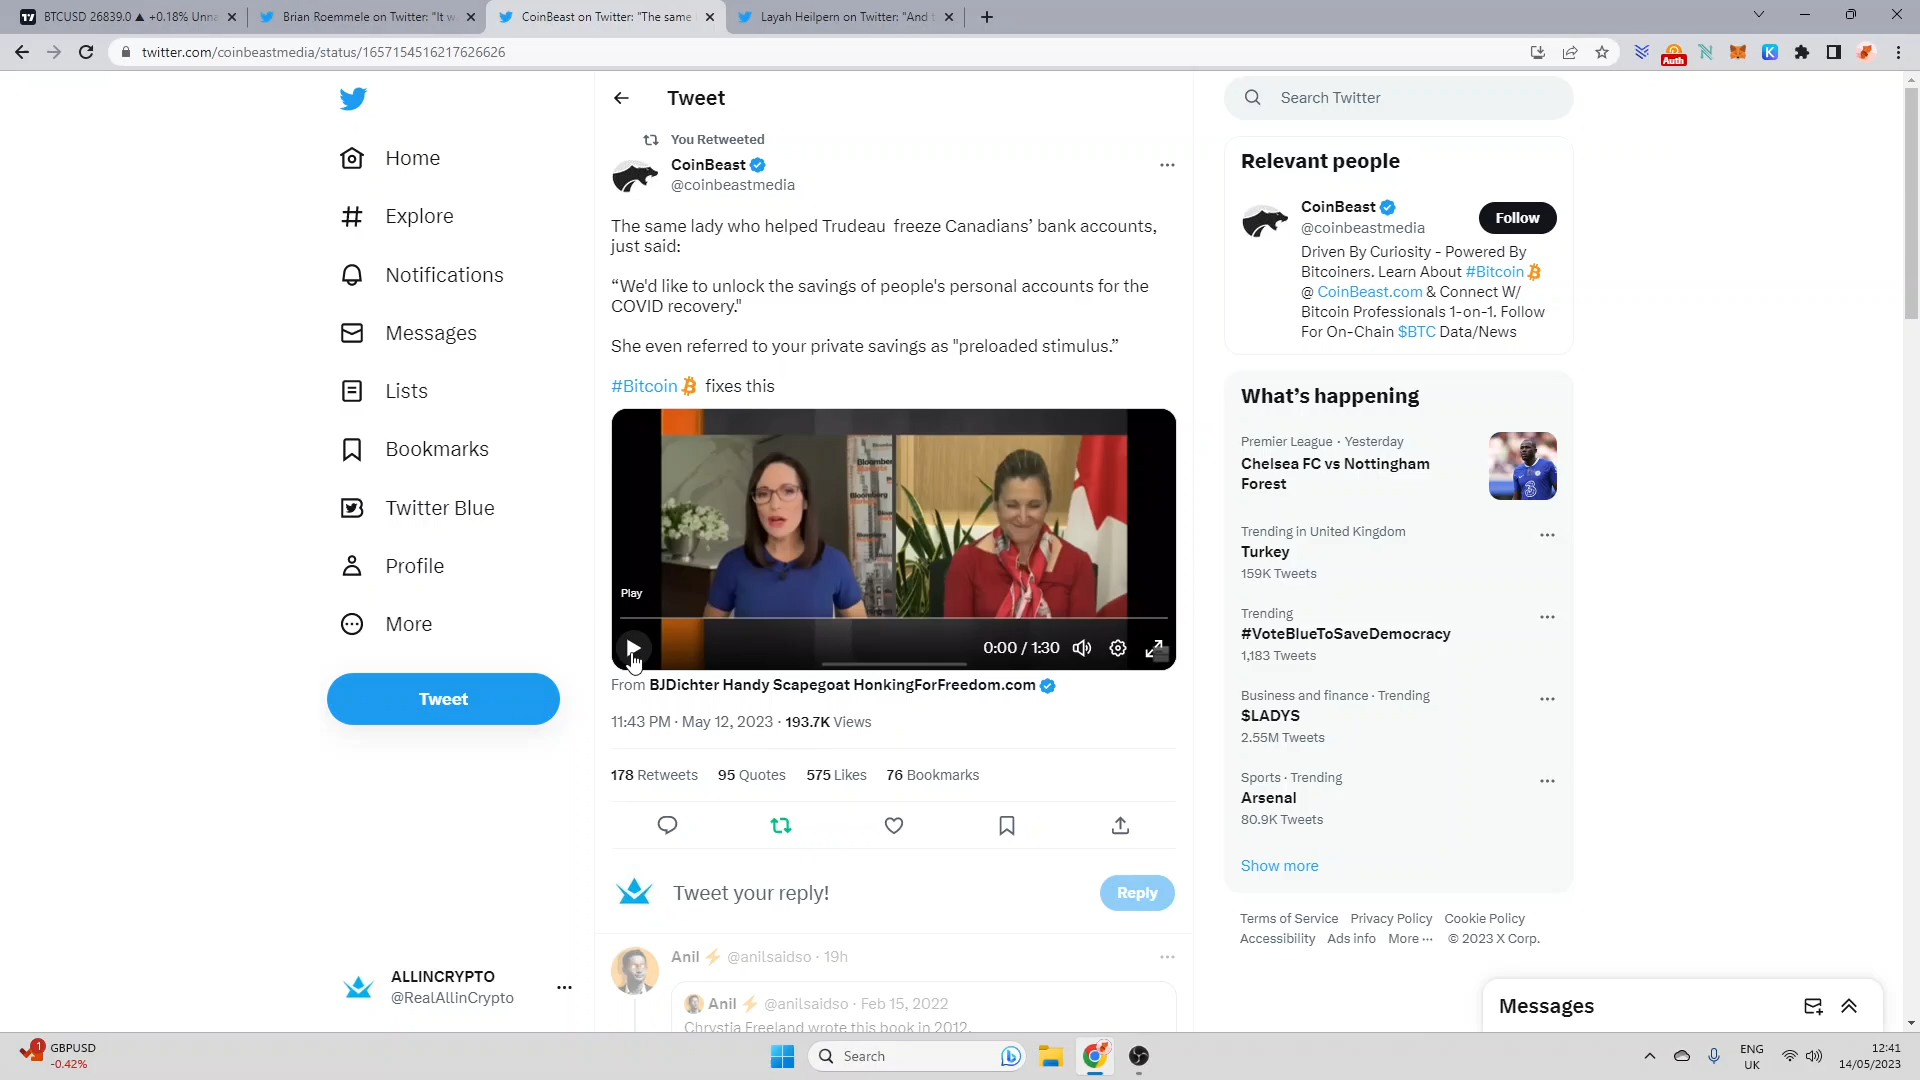 BTCUSD 26839.0 ▲ +0.18% Unna
Brian Roemmele on Twitter: "It w
CoinBeast on Twitter: "The same
Layah Heilpern on Twitter: "And t
twitter.com/coinbeastmedia/status/1657154516217626626
Auth
Home
Explore
Notifications
Messages
Lists
Bookmarks
Twitter Blue
Profile
More
Tweet
ALLINCRYPTO
@RealAllinCrypto
Tweet
You Retweeted
CoinBeast
@coinbeastmedia
The same lady who helped Trudeau freeze Canadians’ bank accounts,
just said:
“We'd like to unlock the savings of people's personal accounts for the
COVID recovery."
She even referred to your private savings as "preloaded stimulus.”
#Bitcoin fixes this
Bloomberg
Bloomberg
Play
0:00 / 1:30
From BJDichter Handy Scapegoat HonkingForFreedom.com
11:43 PM · May 12, 2023 · 193.7K Views
178 Retweets 95 Quotes 575 Likes 76 Bookmarks
Tweet your reply!
Reply
Anil ⚡ @anilsaidso · 19h
Anil ⚡ @anilsaidso · Feb 15, 2022
Chrystia Freeland wrote this book in 2012.
Search Twitter
Relevant people
CoinBeast
@coinbeastmedia
Follow
Driven By Curiosity - Powered By
Bitcoiners. Learn About #Bitcoin
@ CoinBeast.com & Connect W/
Bitcoin Professionals 1-on-1. Follow
For On-Chain $BTC Data/News
What’s happening
Premier League · Yesterday
Chelsea FC vs Nottingham
Forest
Trending in United Kingdom
Turkey
159K Tweets
Trending
#VoteBlueToSaveDemocracy
1,183 Tweets
Business and finance · Trending
$LADYS
2.55M Tweets
Sports · Trending
Arsenal
80.9K Tweets
Show more
Terms of Service Privacy Policy Cookie Policy
Accessibility Ads info More ··· © 2023 X Corp.
Messages
1
GBPUSD
-0.42%
Search
ENG
UK
12:41
14/05/2023